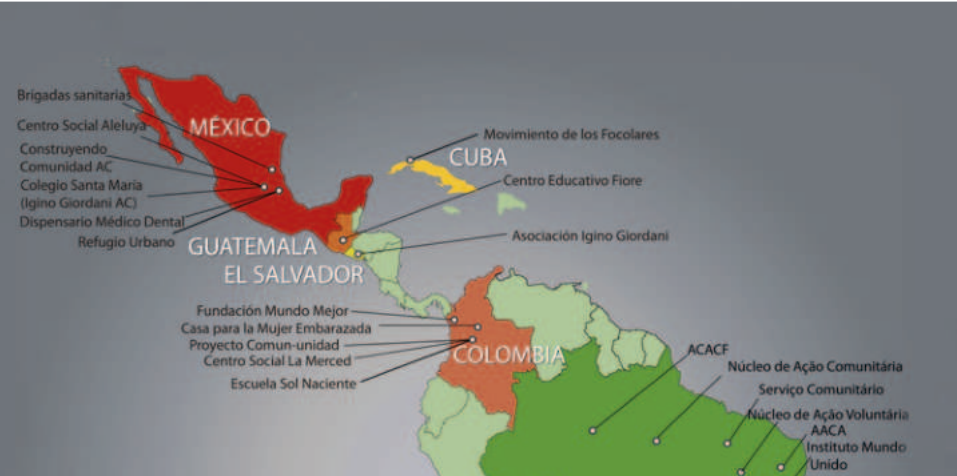 Brigadas sanitarias
Centro Social Aleluya
MÉXICO
Construyendo
Comunidad AC
Colegio Santa María
(Igino Giordani AC)
Dispensario Médico Dental
Refugio Urbano
Movimiento de los Focolares
CUBA
Centro Educativo Fiore
Asociación Igino Giordani
GUATEMALA
EL SALVADOR
Fundación Mundo Mejor
Casa para la Mujer Embarazada
Proyecto Comun-unidad
Centro Social La Merced
Escuela Sol Naciente
COLOMBIA
ACACF
Núcleo de Ação Comunitária
Serviço Comunitário
Núcleo de Ação Voluntária
AACA
Instituto Mundo
Unido